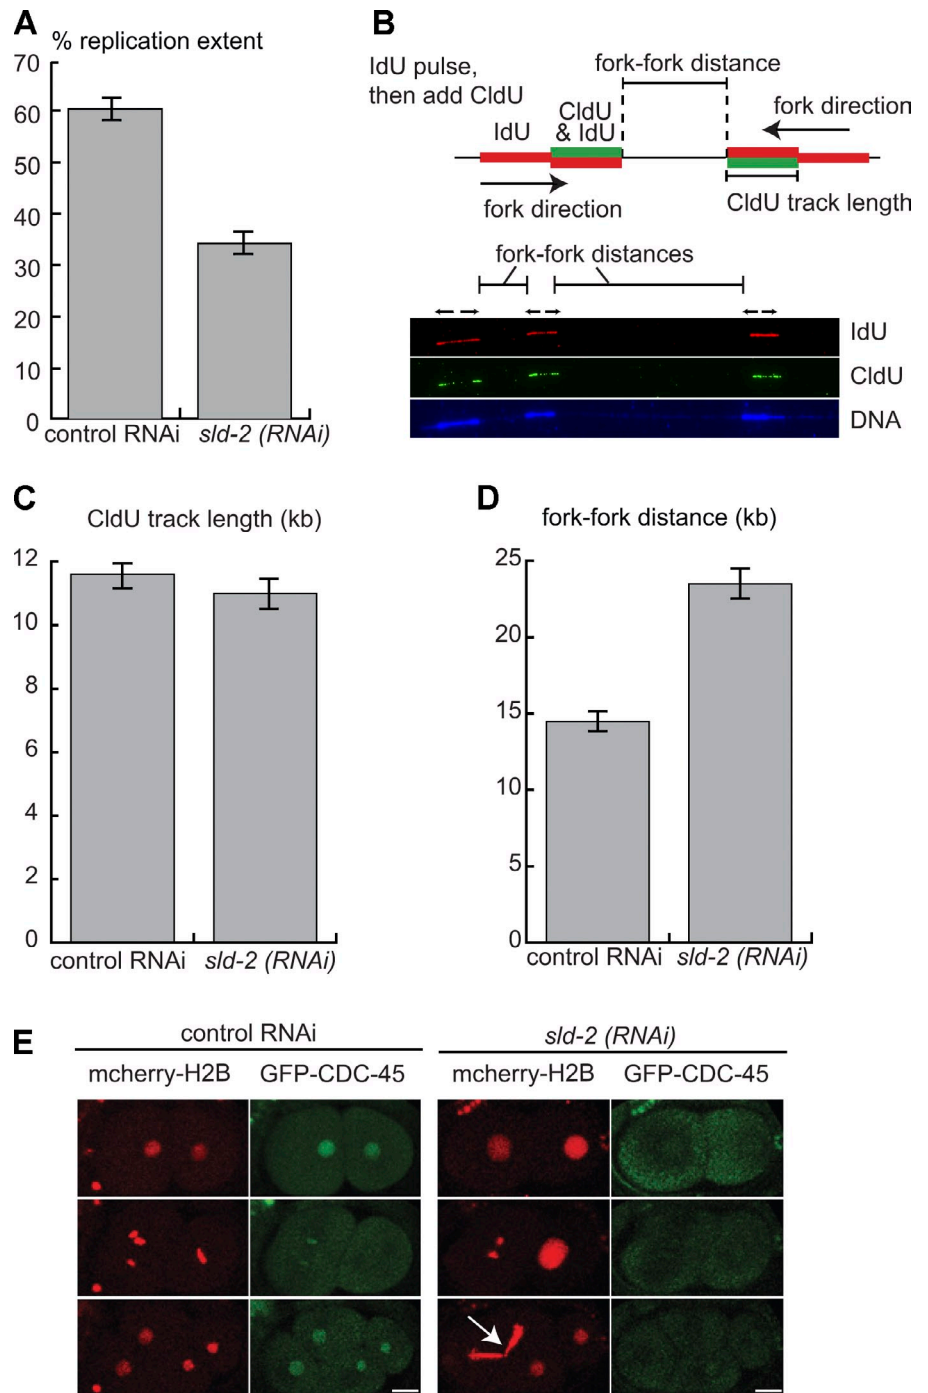 A
% replication extent
70
60
50
40
30
20
10
0
control RNAi sld-2 (RNAi)
B
IdU pulse,
then add CldU
fork-fork distance
fork direction
IdU
CldU
& IdU
fork direction
CldU track length
fork-fork distances
IdU
CldU
DNA
C
CldU track length (kb)
12
10
8
6
4
2
0
control RNAi sld-2 (RNAi)
D
fork-fork distance (kb)
25
20
15
10
5
0
control RNAi sld-2 (RNAi)
E
control RNAi
sld-2 (RNAi)
mcherry-H2B GFP-CDC-45 mcherry-H2B GFP-CDC-45